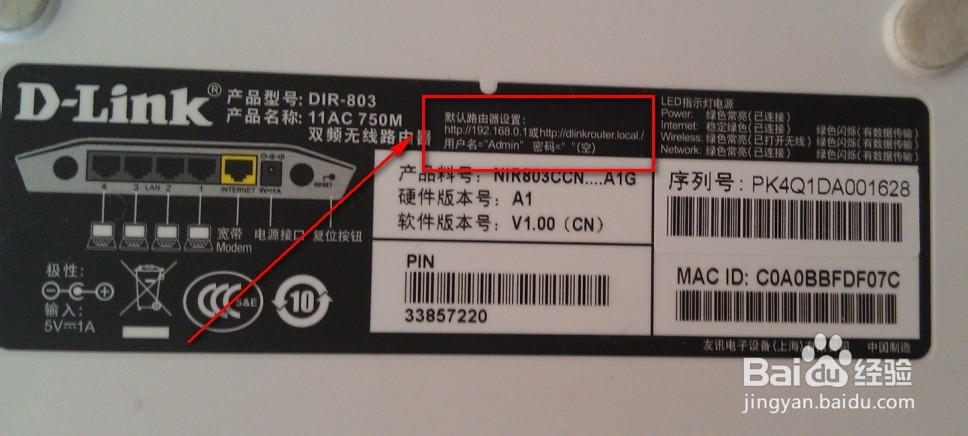 D-Link®
产品型号: DIR-803
产品名称: 11AC 750M
双频无线路由器
默认路由器设置:
http://192.168.0.1或http://dlinkrouter.local./
用户名="Admin" 密码=" "(空)
LED指示灯电源
Power: 绿色常亮(已连接)
Internet: 稳定绿色(已连接) 绿色闪烁(有数据传输)
Wireless: 绿色常亮(已打开无线) 绿色闪烁(有数据传输)
Network: 绿色常亮(已连接) 绿色闪烁(有数据传输)
4 3 LAN 2 1 INTERNET 5V⎓1A RESET
宽带
Modem
电源接口
复位按钮
极性:
输入:
5V⎓1A
CCC
S&E
10
产品料号: NIR803CCN....A1G
硬件版本号: A1
软件版本号: V1.00 (CN)
PIN
33857220
序列号: PK4Q1DA001628
MAC ID: C0A0BBFDF07C
友讯电子设备(上海)有限公司 中国制造
Baidu 经验
jingyan.baidu.com